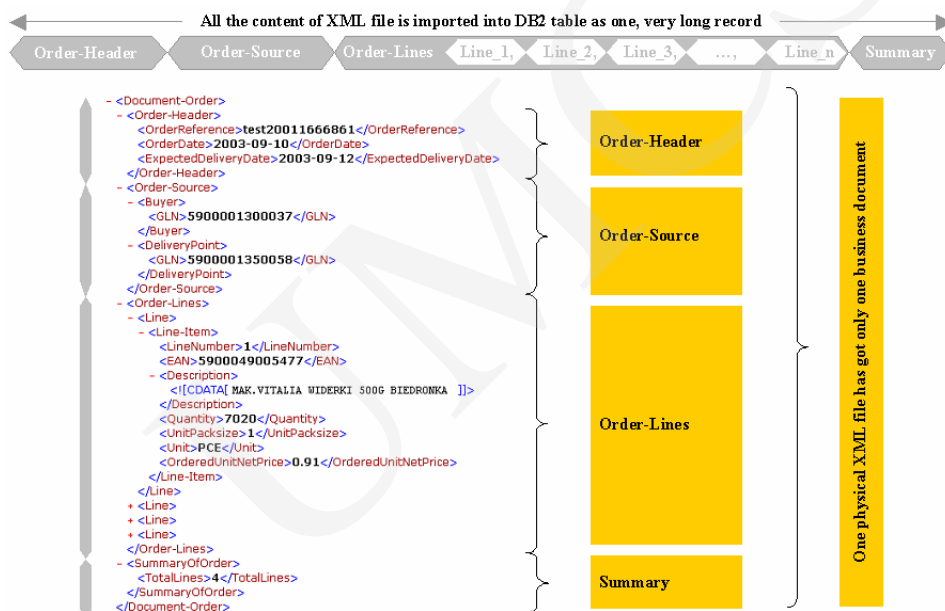 All the content of XML file is imported into DB2 table as one, very long record
Order-Header Order-Source Order-Lines Line_1, Line_2, Line_3, ..., Line_n Summary
- <Document-Order>
- <Order-Header>
<OrderReference>test20011666861</OrderReference>
<OrderDate>2003-09-10</OrderDate>
<ExpectedDeliveryDate>2003-09-12</ExpectedDeliveryDate>
</Order-Header>
- <Order-Source>
- <Buyer>
<GLN>5900001300037</GLN>
</Buyer>
- <DeliveryPoint>
<GLN>5900001350058</GLN>
</DeliveryPoint>
</Order-Source>
- <Order-Lines>
- <Line>
- <Line-Item>
<LineNumber>1</LineNumber>
<EAN>5900049005477</EAN>
- <Description>
<![CDATA[ MAK.VITALIA WIDERKI 500G BIEDRONKA ]]>
</Description>
<Quantity>7020</Quantity>
<UnitPacksize>1</UnitPacksize>
<Unit>PCE</Unit>
<OrderedUnitNetPrice>0.91</OrderedUnitNetPrice>
</Line-Item>
</Line>
+ <Line>
+ <Line>
+ <Line>
</Order-Lines>
- <SummaryOfOrder>
<TotalLines>4</TotalLines>
</SummaryOfOrder>
</Document-Order>
Order-Header
Order-Source
Order-Lines
Summary
One physical XML file has got only one business document
UMCS